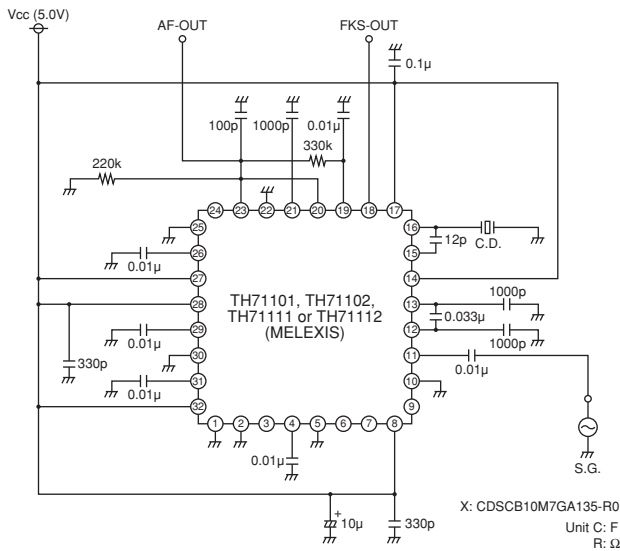 Vcc (5.0V)
AF-OUT
FKS-OUT
0.1µ
100p
1000p
0.01µ
330k
220k
24
23
22
21
20
19
18
17
25
16
C.D.
12p
26
0.01µ
15
27
14
TH71101, TH71102,
TH71111 or TH71112
(MELEXIS)
28
13
1000p
0.033µ
29
0.01µ
12
1000p
330p
30
11
0.01µ
31
0.01µ
10
32
9
1
2
3
4
5
6
7
8
0.01µ
S.G.
+
10µ
330p
X: CDSCB10M7GA135-R0
Unit C: F
R: Ω